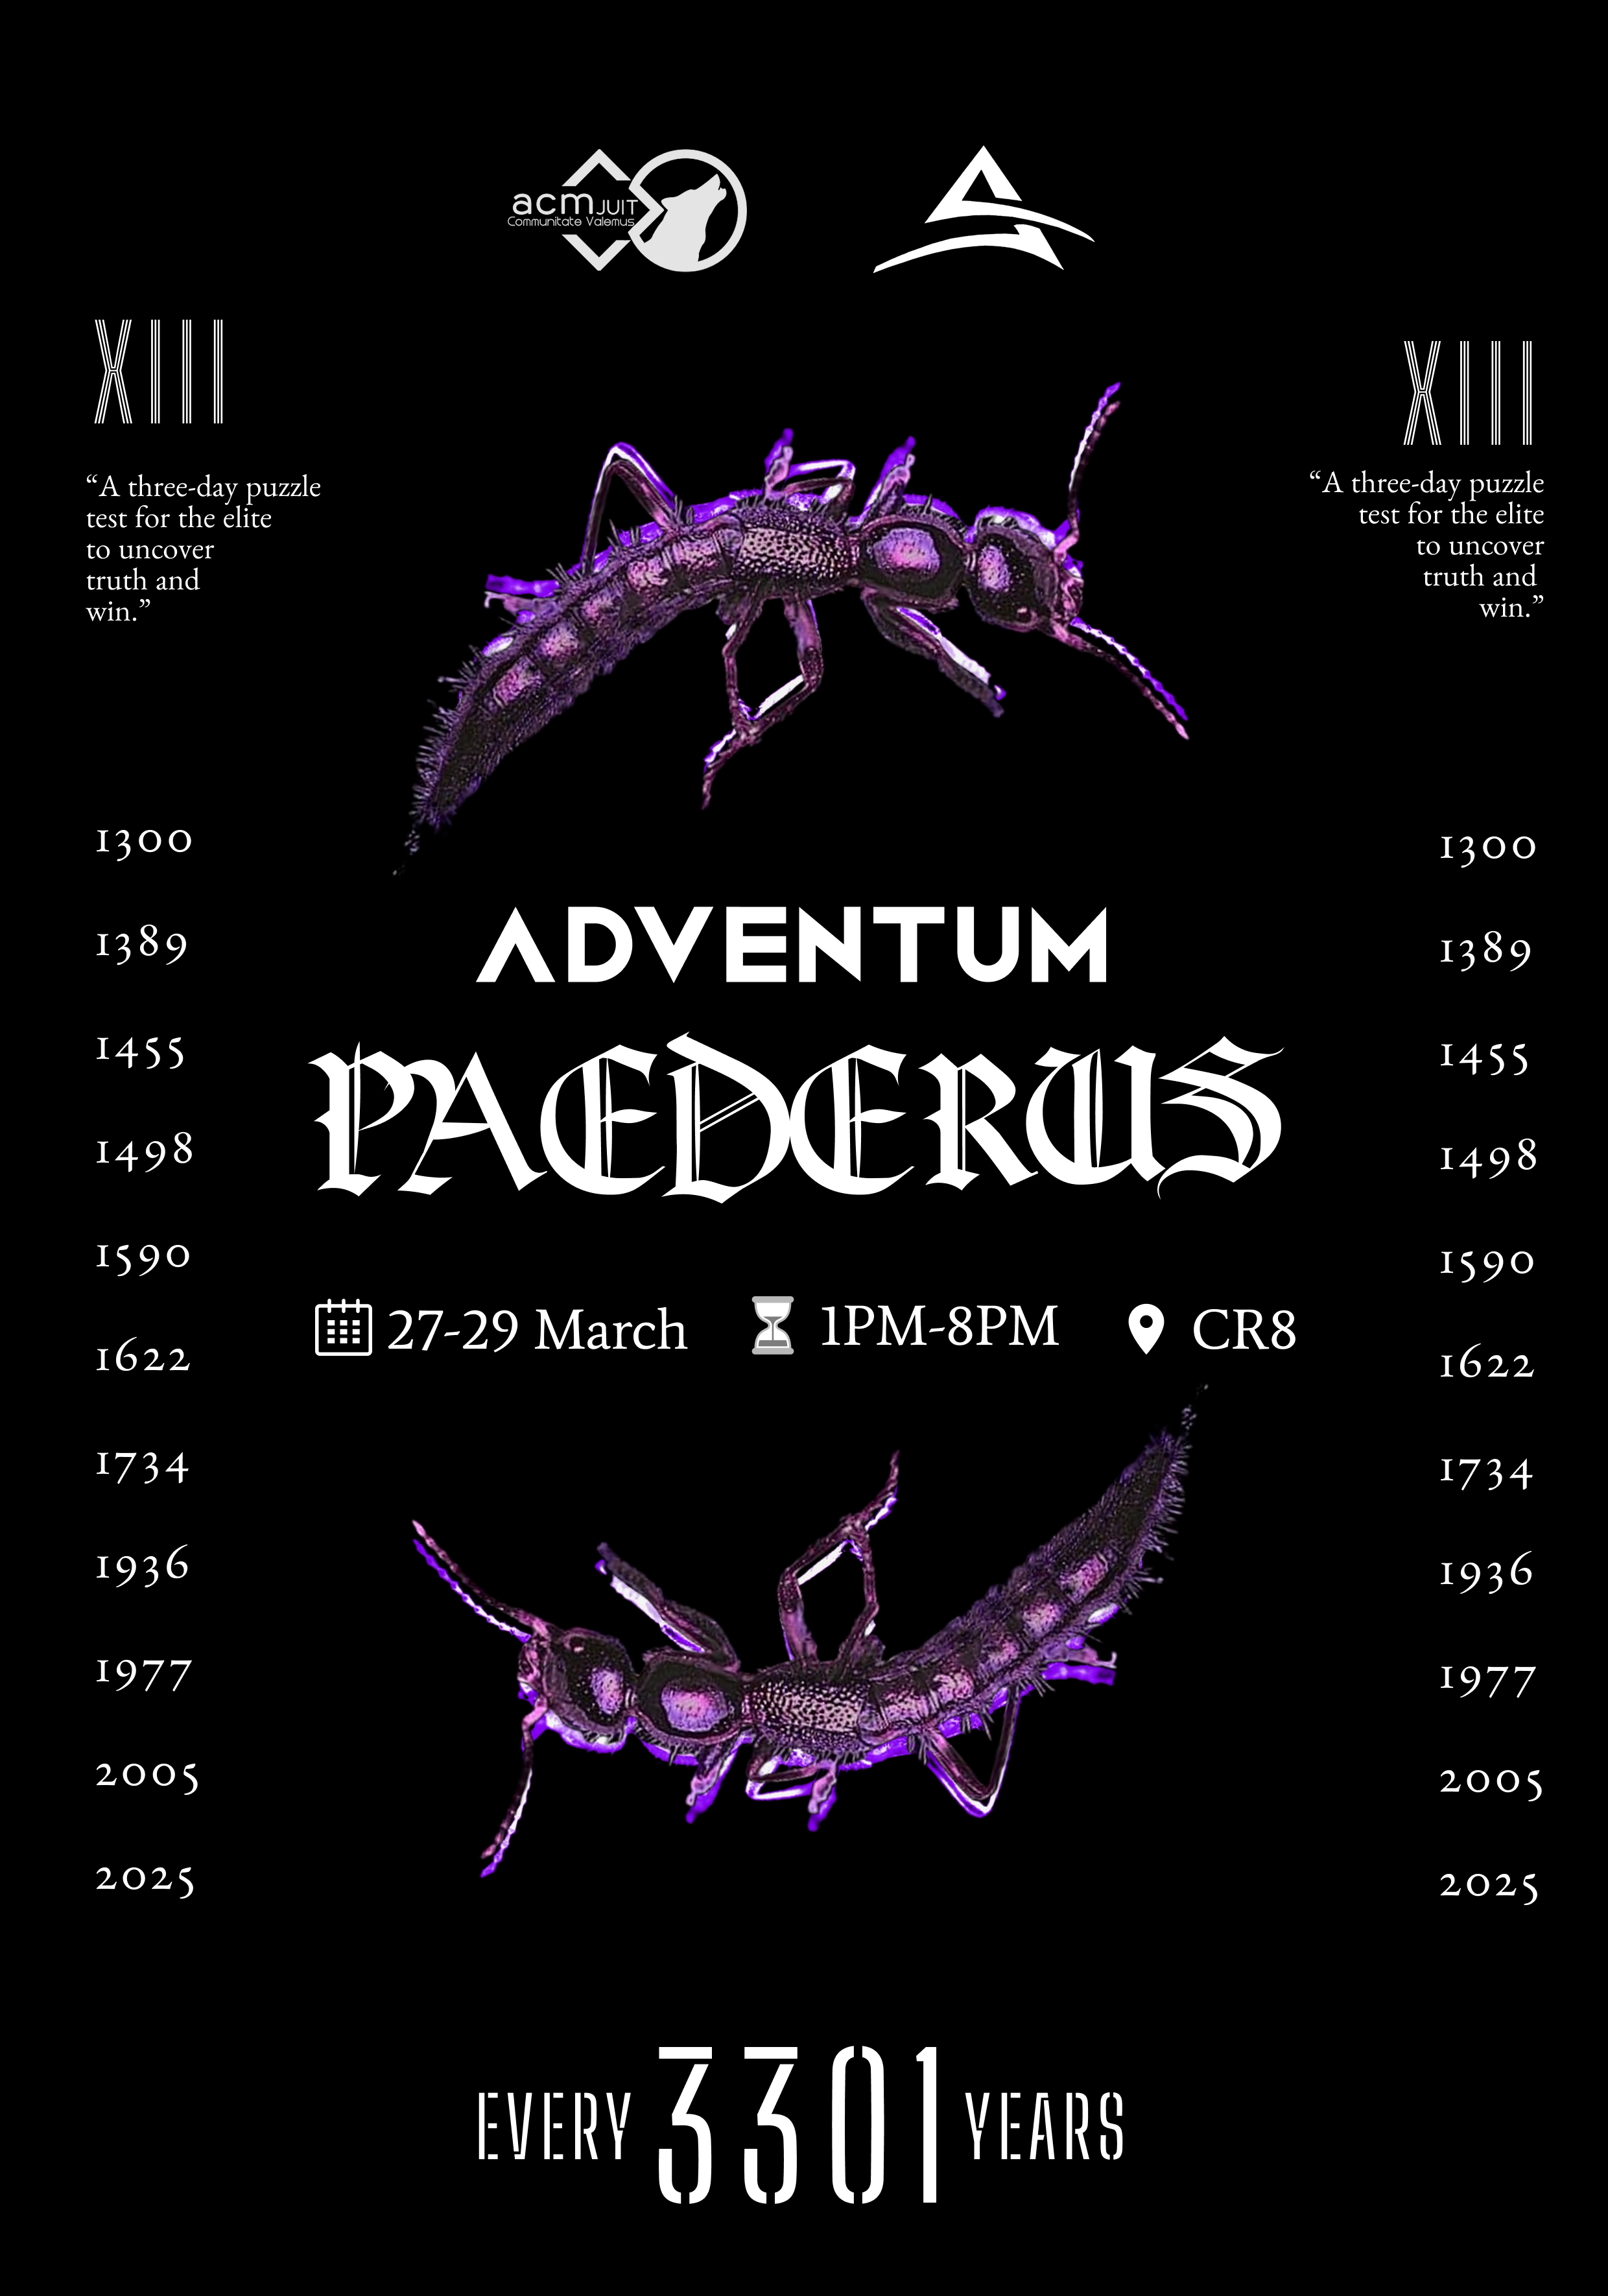 acm JUIT
Communitate Valemus
XIII
“A three-day puzzle
test for the elite
to uncover
truth and
win.”
XIII
“A three-day puzzle
test for the elite
to uncover
truth and
win.”
1300
1389
1455
1498
1590
1622
1734
1936
1977
2005
2025
ADVENTUM
PAEDERUS
27-29 March
1PM-8PM
CR8
1300
1389
1455
1498
1590
1622
1734
1936
1977
2005
2025
EVERY 3301 YEARS